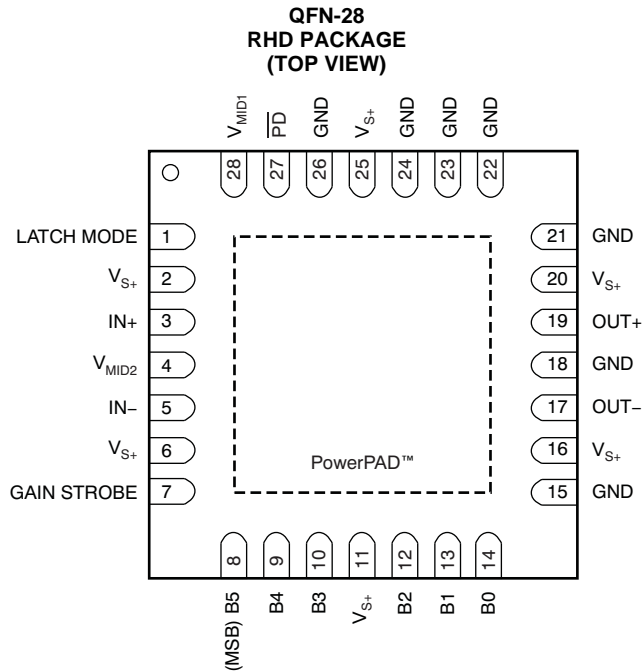 QFN-28
RHD PACKAGE
(TOP VIEW)
VMID1 PD GND VS+ GND GND GND
28 27 26 25 24 23 22
LATCH MODE 1
VS+ 2
IN+ 3
VMID2 4
IN− 5
VS+ 6
GAIN STROBE 7
21 GND
20 VS+
19 OUT+
18 GND
17 OUT−
16 VS+
15 GND
PowerPAD™
8 9 10 11 12 13 14
(MSB) B5 B4 B3 VS+ B2 B1 B0